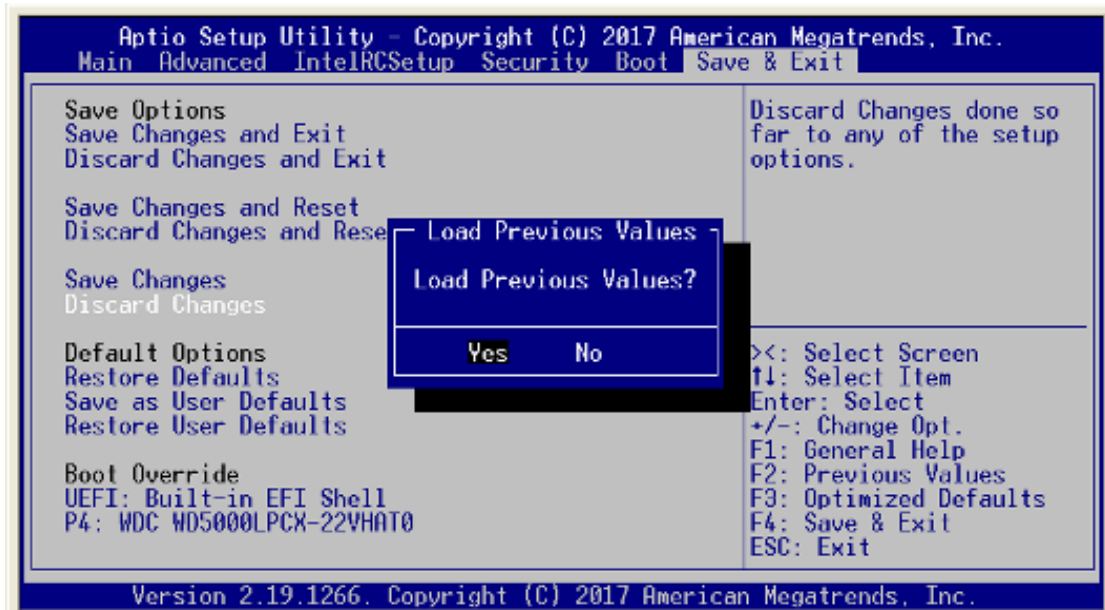 Aptio Setup Utility - Copyright (C) 2017 American Megatrends, Inc.
Main Advanced IntelRCSetup Security Boot Save & Exit
Save Options
Save Changes and Exit
Discard Changes and Exit
Save Changes and Reset
Discard Changes and Rese
Save Changes
Discard Changes
Default Options
Restore Defaults
Save as User Defaults
Restore User Defaults
Boot Override
UEFI: Built-in EFI Shell
P4: WDC WD5000LPCX-22VHAT0
Load Previous Values
Load Previous Values?
Yes No
Discard Changes done so
far to any of the setup
options.
><: Select Screen
↑↓: Select Item
Enter: Select
+/-: Change Opt.
F1: General Help
F2: Previous Values
F3: Optimized Defaults
F4: Save & Exit
ESC: Exit
Version 2.19.1266. Copyright (C) 2017 American Megatrends, Inc.